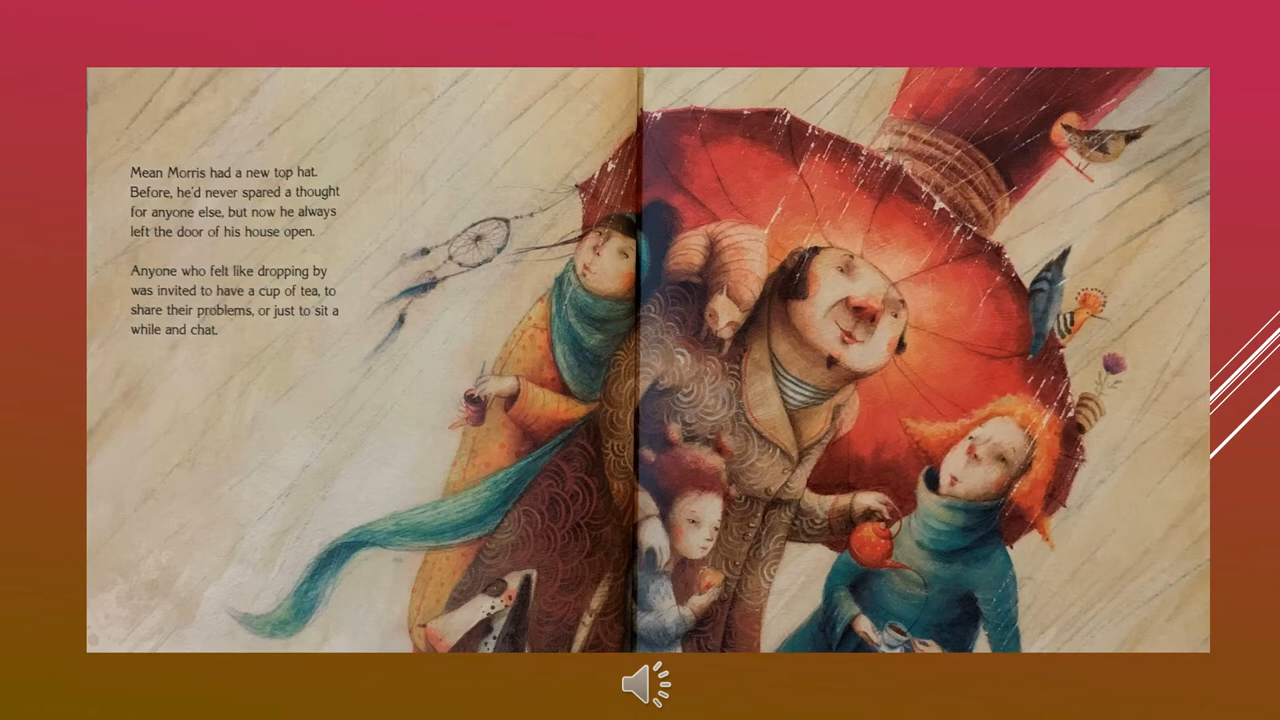 Mean Morris had a new top hat.
Before, he'd never spared a thought
for anyone else, but now he always
left the door of his house open.
Anyone who felt like dropping by
was invited to have a cup of tea, to
share their problems, or just to sit a
while and chat.